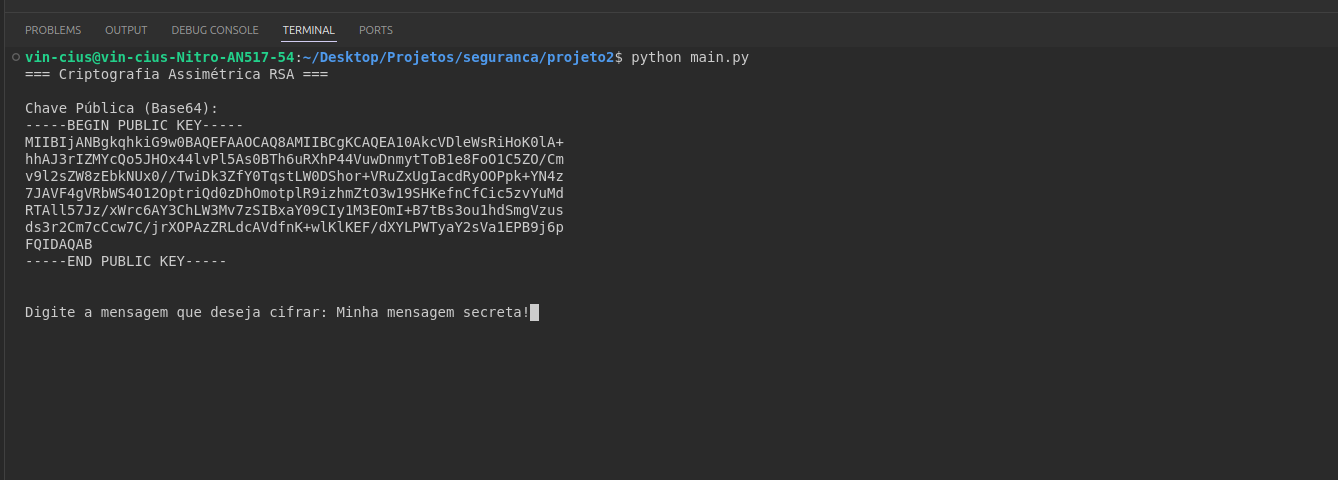 PROBLEMS OUTPUT DEBUG CONSOLE TERMINAL PORTS
vin-cius@vin-cius-Nitro-AN517-54:~/Desktop/Projetos/seguranca/projeto2$ python main.py
=== Criptografia Assimétrica RSA ===
Chave Pública (Base64):
-----BEGIN PUBLIC KEY-----
MIIBIjANBgkqhkiG9w0BAQEFAAOCAQ8AMIIBCgKCAQEA10AkcVDleWsRiHoK0lA+
hhAJ3rIZMYcQo5JHOx44lvPl5As0BTh6uRXhP44VuwDnmytToB1e8FoO1C5ZO/Cm
v9l2sZW8zEbkNUx0//TwiDk3ZfY0TqstLW0DShor+VRuZxUgIacdRyOOPpk+YN4z
7JAVF4gVRbWS4O12OptriQd0zDhOmotplR9izhmZtO3w19SHKefnCfCic5zvYuMd
RTAll57Jz/xWrc6AY3ChLW3Mv7zSIBxaY09CIy1M3EOmI+B7tBs3ou1hdSmgVzus
ds3r2Cm7cCcw7C/jrXOPAzZRLdcAVdfnK+wlKlKEF/dXYLPWTyaY2sVa1EPB9j6p
FQIDAQAB
-----END PUBLIC KEY-----
Digite a mensagem que deseja cifrar: Minha mensagem secreta!